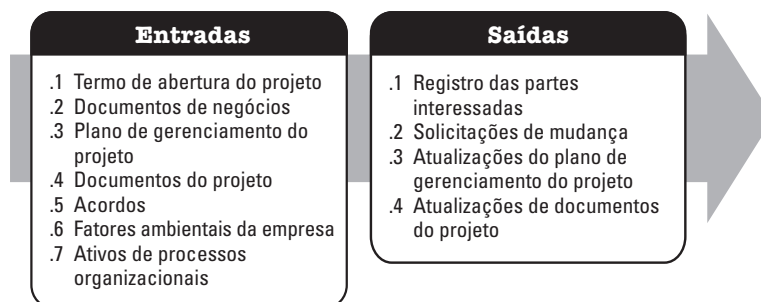 Entradas
.1 Termo de abertura do projeto
.2 Documentos de negócios
.3 Plano de gerenciamento do
projeto
.4 Documentos do projeto
.5 Acordos
.6 Fatores ambientais da empresa
.7 Ativos de processos
organizacionais
Saídas
.1 Registro das partes
interessadas
.2 Solicitações de mudança
.3 Atualizações do plano de
gerenciamento do projeto
.4 Atualizações de documentos
do projeto